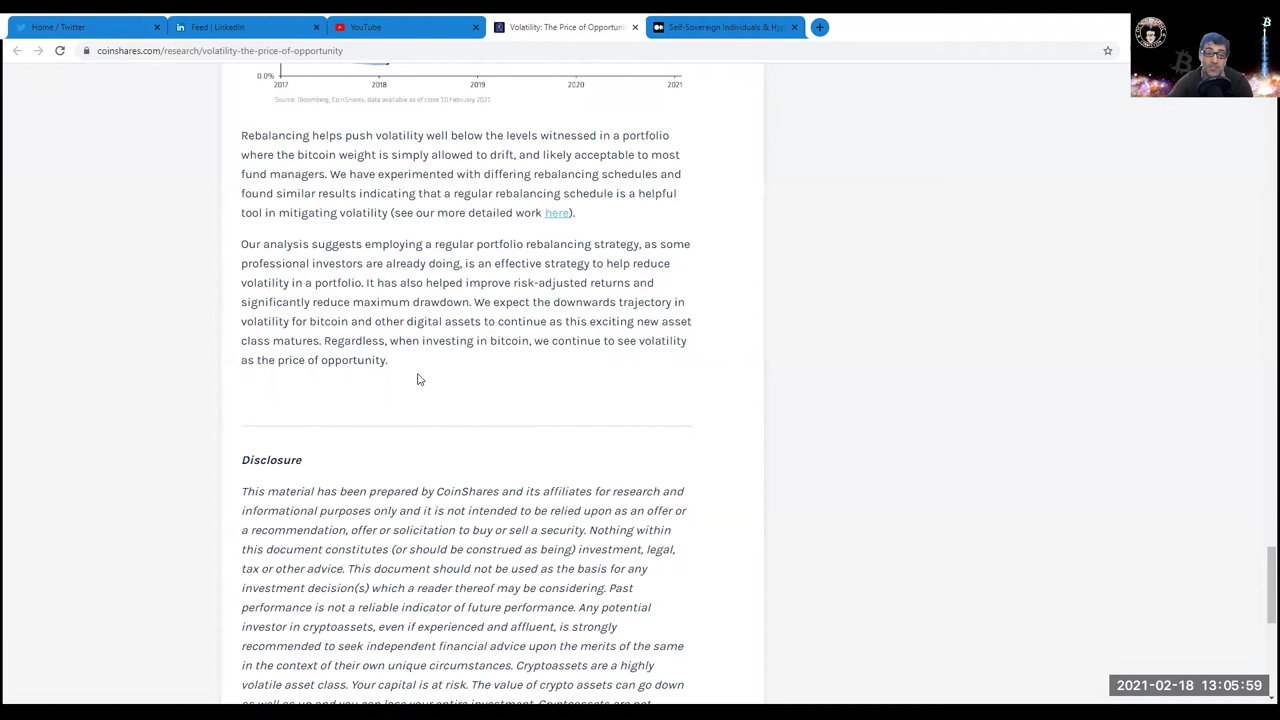 Home / Twitter
Feed | LinkedIn
YouTube
Volatility: The Price of Opportuni
Self-Sovereign Individuals & Hy
coinshares.com/research/volatility-the-price-of-opportunity
0.0%
2017 2018 2019 2020 2021
Source: Bloomberg, CoinShares, data available as of close 10 February 2021
Rebalancing helps push volatility well below the levels witnessed in a portfolio
where the bitcoin weight is simply allowed to drift, and likely acceptable to most
fund managers. We have experimented with differing rebalancing schedules and
found similar results indicating that a regular rebalancing schedule is a helpful
tool in mitigating volatility (see our more detailed work here).
Our analysis suggests employing a regular portfolio rebalancing strategy, as some
professional investors are already doing, is an effective strategy to help reduce
volatility in a portfolio. It has also helped improve risk-adjusted returns and
significantly reduce maximum drawdown. We expect the downwards trajectory in
volatility for bitcoin and other digital assets to continue as this exciting new asset
class matures. Regardless, when investing in bitcoin, we continue to see volatility
as the price of opportunity.
Disclosure
This material has been prepared by CoinShares and its affiliates for research and
informational purposes only and it is not intended to be relied upon as an offer or
a recommendation, offer or solicitation to buy or sell a security. Nothing within
this document constitutes (or should be construed as being) investment, legal,
tax or other advice. This document should not be used as the basis for any
investment decision(s) which a reader thereof may be considering. Past
performance is not a reliable indicator of future performance. Any potential
investor in cryptoassets, even if experienced and affluent, is strongly
recommended to seek independent financial advice upon the merits of the same
in the context of their own unique circumstances. Cryptoassets are a highly
volatile asset class. Your capital is at risk. The value of crypto assets can go down
as well as up and you can lose your entire investment. Cryptoassets are not
2021-02-18 13:05:59